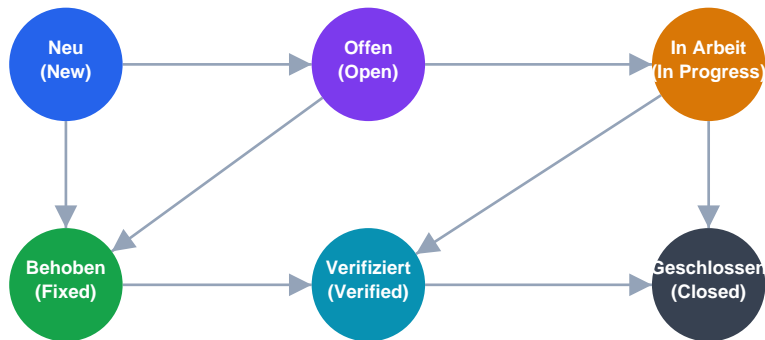 Neu
(New)
Offen
(Open)
In Arbeit
(In Progress)
Behoben
(Fixed)
Verifiziert
(Verified)
Geschlossen
(Closed)